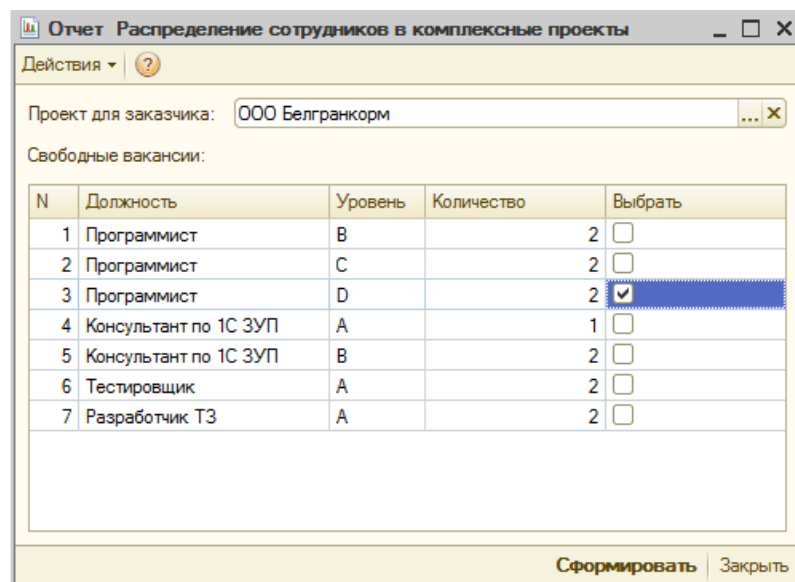 Отчет Распределение сотрудников в комплексные проекты
Действия
Проект для заказчика: ООО Белгранкорм ...
Свободные вакансии:
N Должность Уровень Количество Выбрать
1 Программист B 2
2 Программист C 2
3 Программист D 2
4 Консультант по 1С ЗУП A 1
5 Консультант по 1С ЗУП B 2
6 Тестировщик A 2
7 Разработчик ТЗ A 2
Сформировать Закрыть